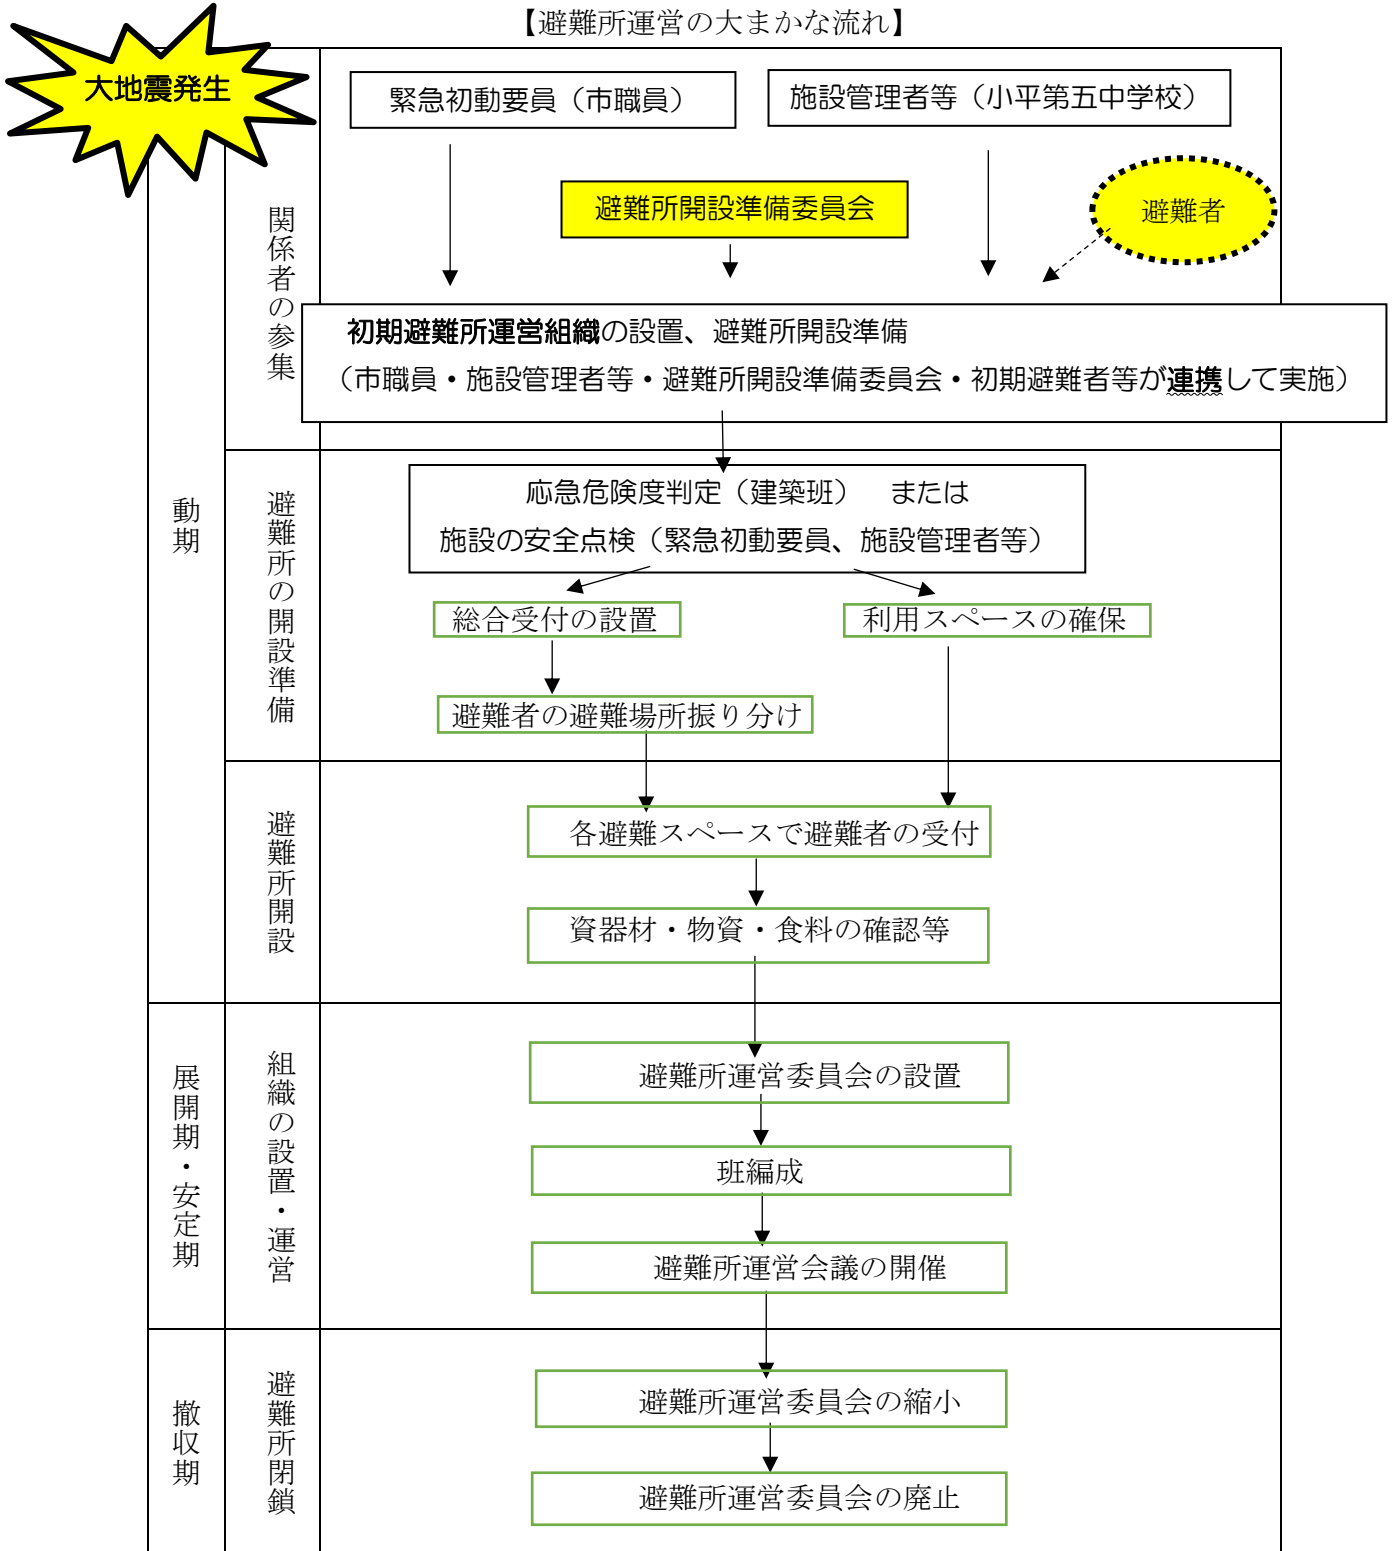 【避難所運営の大まかな流れ】
大地震発生
緊急初動要員（市職員）
施設管理者等（小平第五中学校）
避難所開設準備委員会
避難者
関係者の参集
初期避難所運営組織の設置、避難所開設準備
（市職員・施設管理者等・避難所開設準備委員会・初期避難者等が連携して実施）
動期
避難所の開設準備
応急危険度判定（建築班）　または
施設の安全点検（緊急初動要員、施設管理者等）
総合受付の設置
利用スペースの確保
避難者の避難場所振り分け
避難所開設
各避難スペースで避難者の受付
資器材・物資・食料の確認等
展開期・安定期
組織の設置・運営
避難所運営委員会の設置
班編成
避難所運営会議の開催
撤収期
避難所閉鎖
避難所運営委員会の縮小
避難所運営委員会の廃止